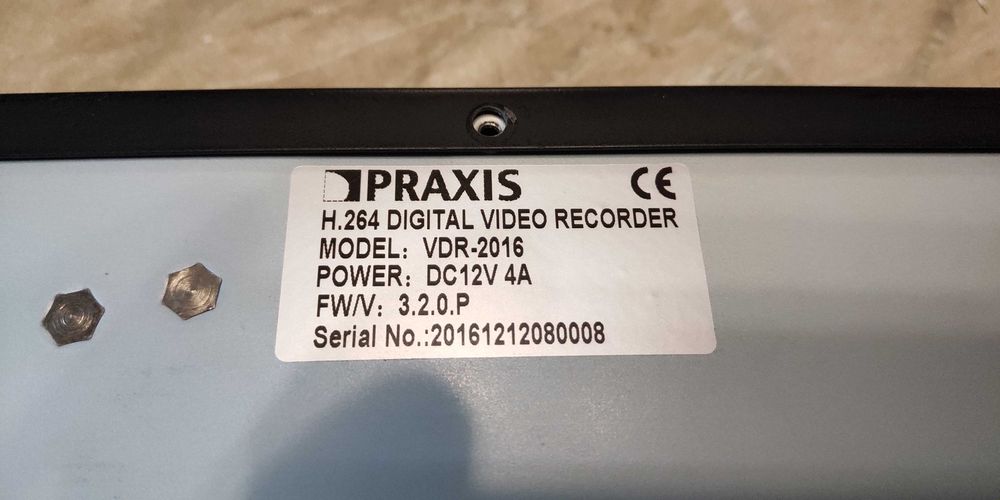 PRAXIS CE
H.264 DIGITAL VIDEO RECORDER
MODEL: VDR-2016
POWER: DC12V 4A
FW/V: 3.2.0.P
Serial No.:20161212080008